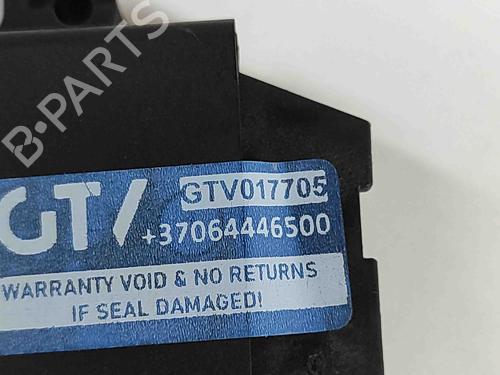 B-PARTS
GTV
GTV017705
+37064446500
WARRANTY VOID & NO RETURNS
IF SEAL DAMAGED!